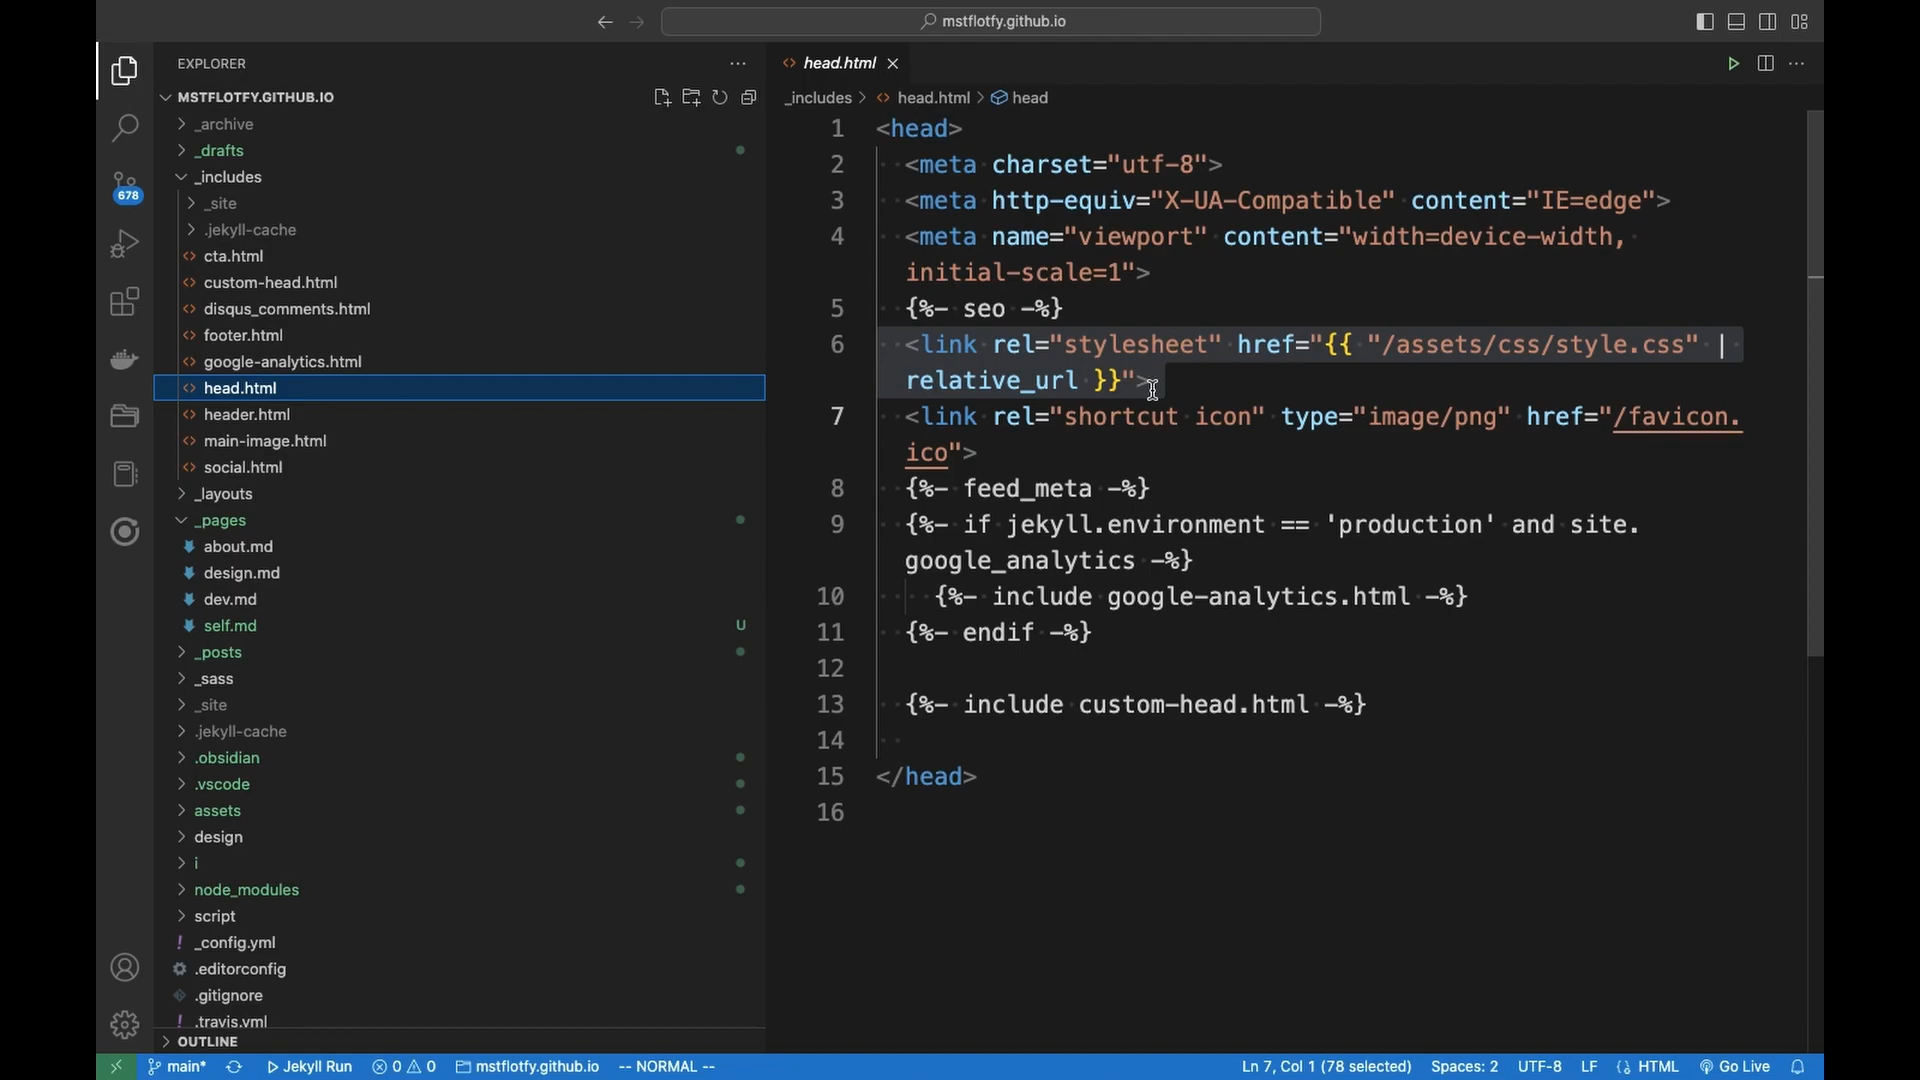 mstflotfy.github.io
EXPLORER
MSTFLOTFY.GITHUB.IO
_archive
_drafts
_includes
_site
.jekyll-cache
cta.html
custom-head.html
disqus_comments.html
footer.html
google-analytics.html
head.html
header.html
main-image.html
social.html
_layouts
_pages
about.md
design.md
dev.md
self.md U
_posts
_sass
_site
.jekyll-cache
.obsidian
.vscode
assets
design
i
node_modules
script
_config.yml
.editorconfig
.gitignore
.travis.yml
OUTLINE
678
head.html
_includes > head.html > head
1 <head>
2 <meta charset="utf-8">
3 <meta http-equiv="X-UA-Compatible" content="IE=edge">
4 <meta name="viewport" content="width=device-width,
initial-scale=1">
5 {%- seo -%}
6 <link rel="stylesheet" href="{{ "/assets/css/style.css" |
relative_url }}">
7 <link rel="shortcut icon" type="image/png" href="/favicon.
ico">
8 {%- feed_meta -%}
9 {%- if jekyll.environment == 'production' and site.
google_analytics -%}
10 {%- include google-analytics.html -%}
11 {%- endif -%}
12
13 {%- include custom-head.html -%}
14
15 </head>
16
main* Jekyll Run 0 0 mstflotfy.github.io -- NORMAL -- Ln 7, Col 1 (78 selected) Spaces: 2 UTF-8 LF HTML Go Live